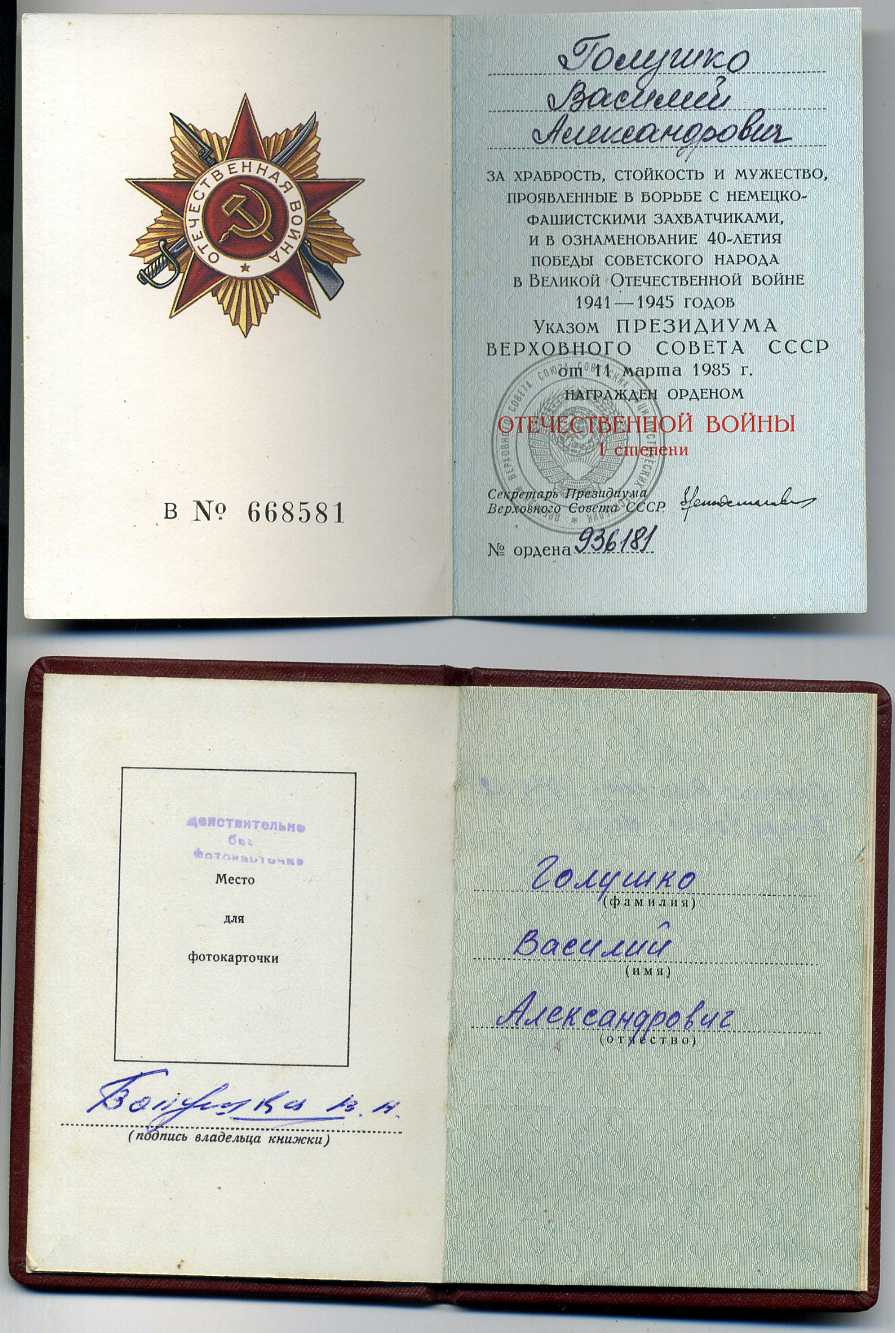 ОТЕЧЕСТВЕННАЯ ВОЙНА
В № 668581
Голушко
Василий
Александрович
ЗА ХРАБРОСТЬ, СТОЙКОСТЬ И МУЖЕСТВО,
ПРОЯВЛЕННЫЕ В БОРЬБЕ С НЕМЕЦКО-
ФАШИСТСКИМИ ЗАХВАТЧИКАМИ,
И В ОЗНАМЕНОВАНИЕ 40-ЛЕТИЯ
ПОБЕДЫ СОВЕТСКОГО НАРОДА
В ВЕЛИКОЙ ОТЕЧЕСТВЕННОЙ ВОЙНЕ
1941—1945 ГОДОВ
УКАЗОМ ПРЕЗИДИУМА
ВЕРХОВНОГО СОВЕТА СССР
от 11 марта 1985 г.
НАГРАЖДЕН ОРДЕНОМ
ОТЕЧЕСТВЕННОЙ ВОЙНЫ
I степени
Секретарь Президиума
Верховного Совета СССР
№ ордена 936181
действительно
без
фотокарточки
Место
для
фотокарточки
В. А.
(подпись владельца книжки)
Голушко
(фамилия)
Василий
(имя)
Александрович
(отчество)